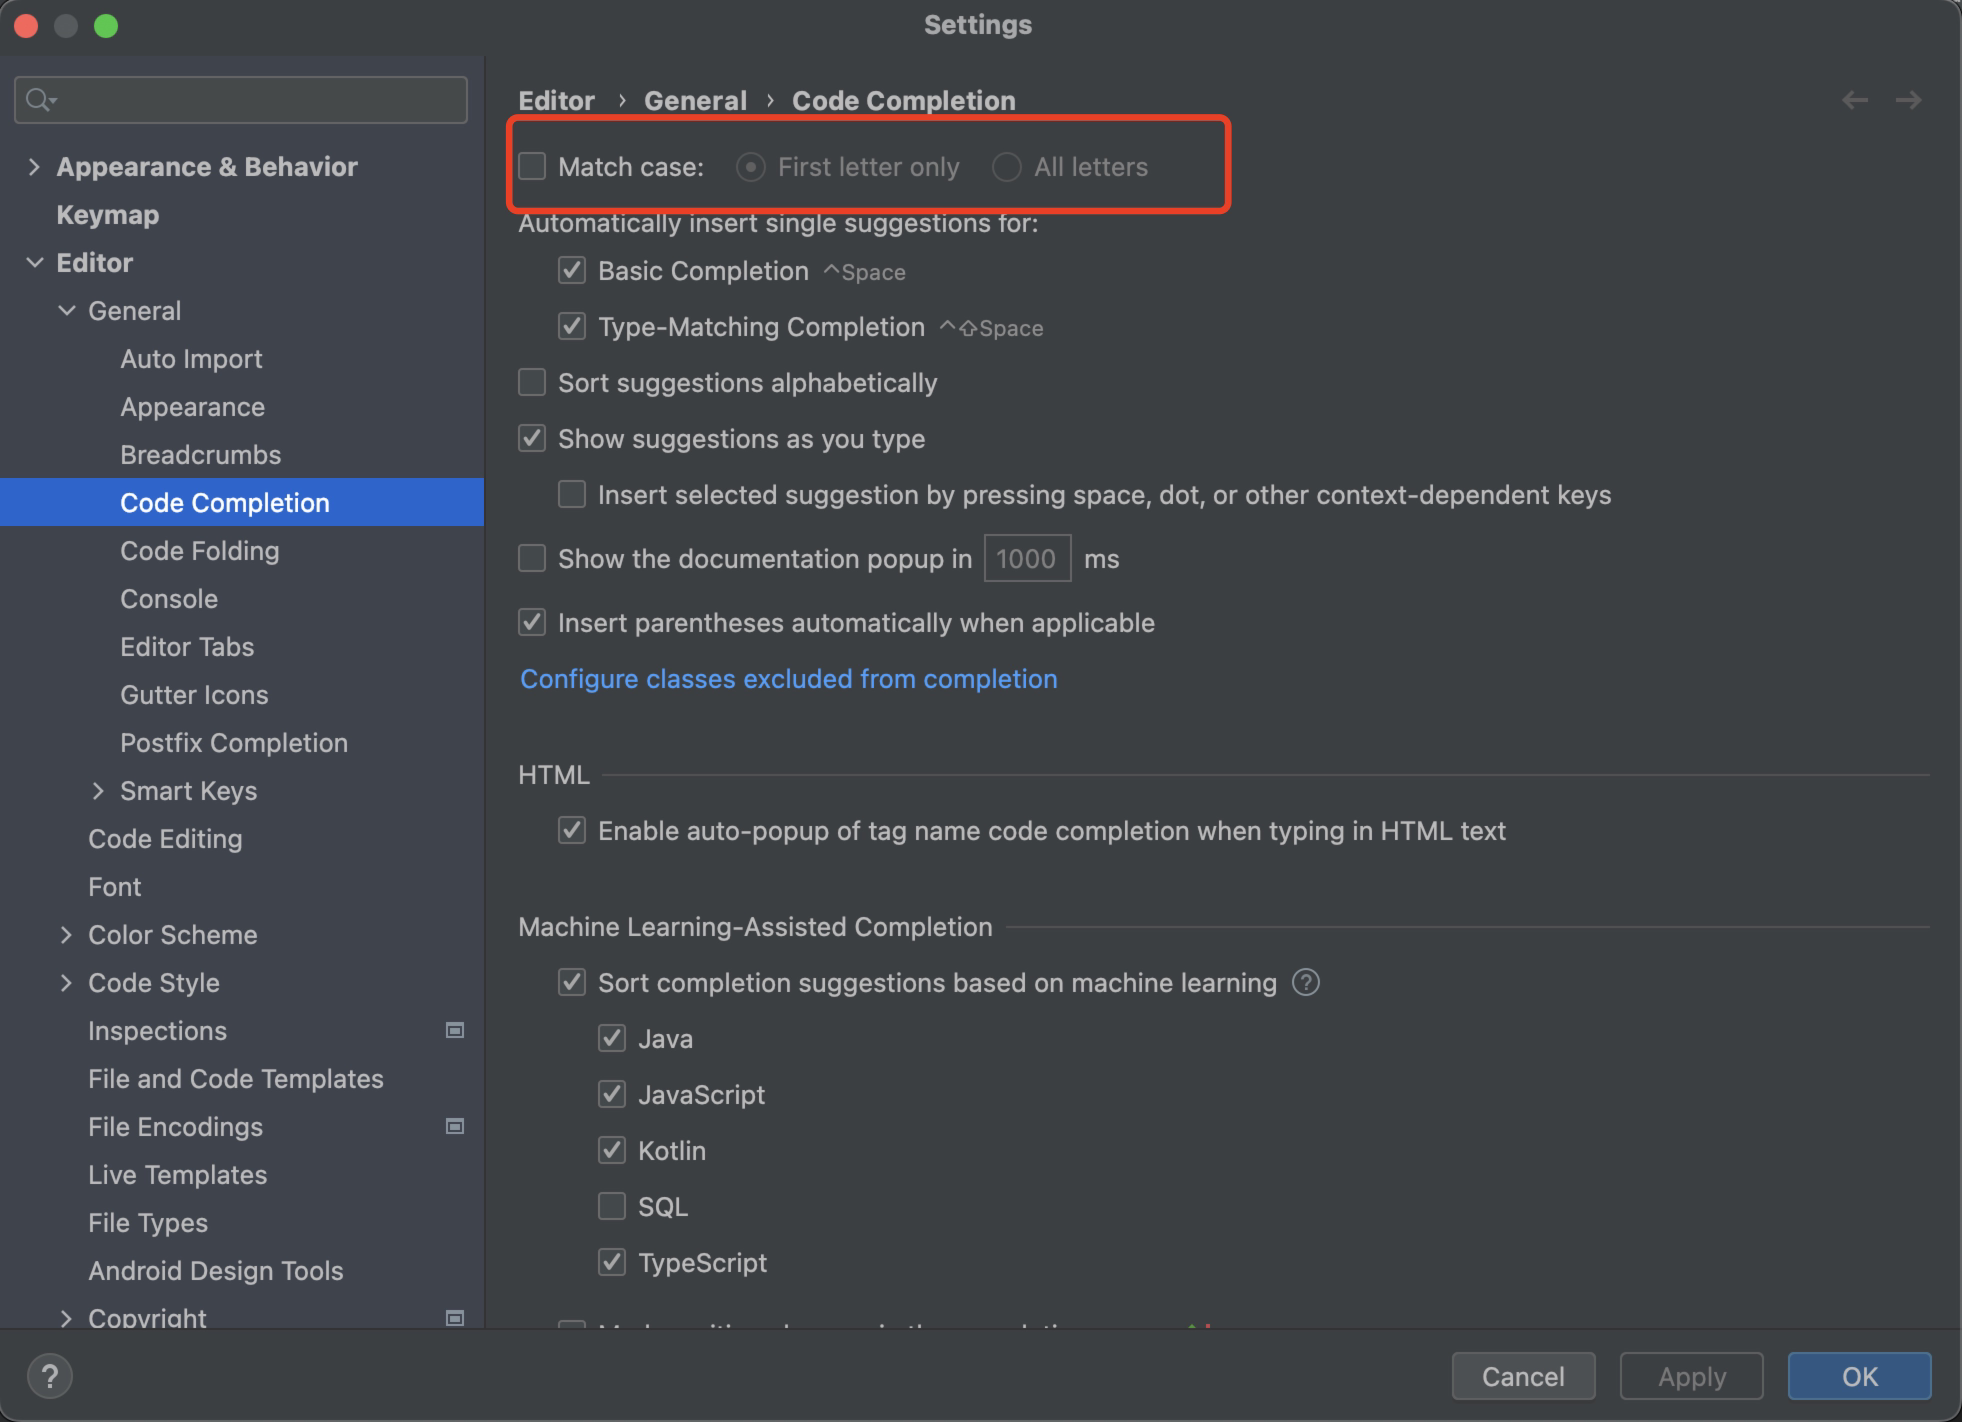 Settings
Appearance & Behavior
Keymap
Editor
General
Auto Import
Appearance
Breadcrumbs
Code Completion
Code Folding
Console
Editor Tabs
Gutter Icons
Postfix Completion
Smart Keys
Code Editing
Font
Color Scheme
Code Style
Inspections
File and Code Templates
File Encodings
Live Templates
File Types
Android Design Tools
Copyright
Editor › General › Code Completion
Match case: First letter only All letters
Automatically insert single suggestions for:
Basic Completion ^Space
Type-Matching Completion ^⇧Space
Sort suggestions alphabetically
Show suggestions as you type
Insert selected suggestion by pressing space, dot, or other context-dependent keys
Show the documentation popup in 1000 ms
Insert parentheses automatically when applicable
Configure classes excluded from completion
HTML
Enable auto-popup of tag name code completion when typing in HTML text
Machine Learning-Assisted Completion
Sort completion suggestions based on machine learning ?
Java
JavaScript
Kotlin
SQL
TypeScript
? Cancel Apply OK